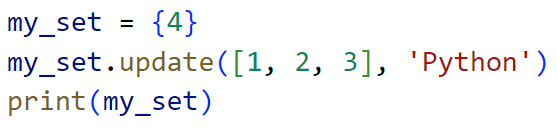 my_set = {4}
my_set.update([1, 2, 3], 'Python')
print(my_set)